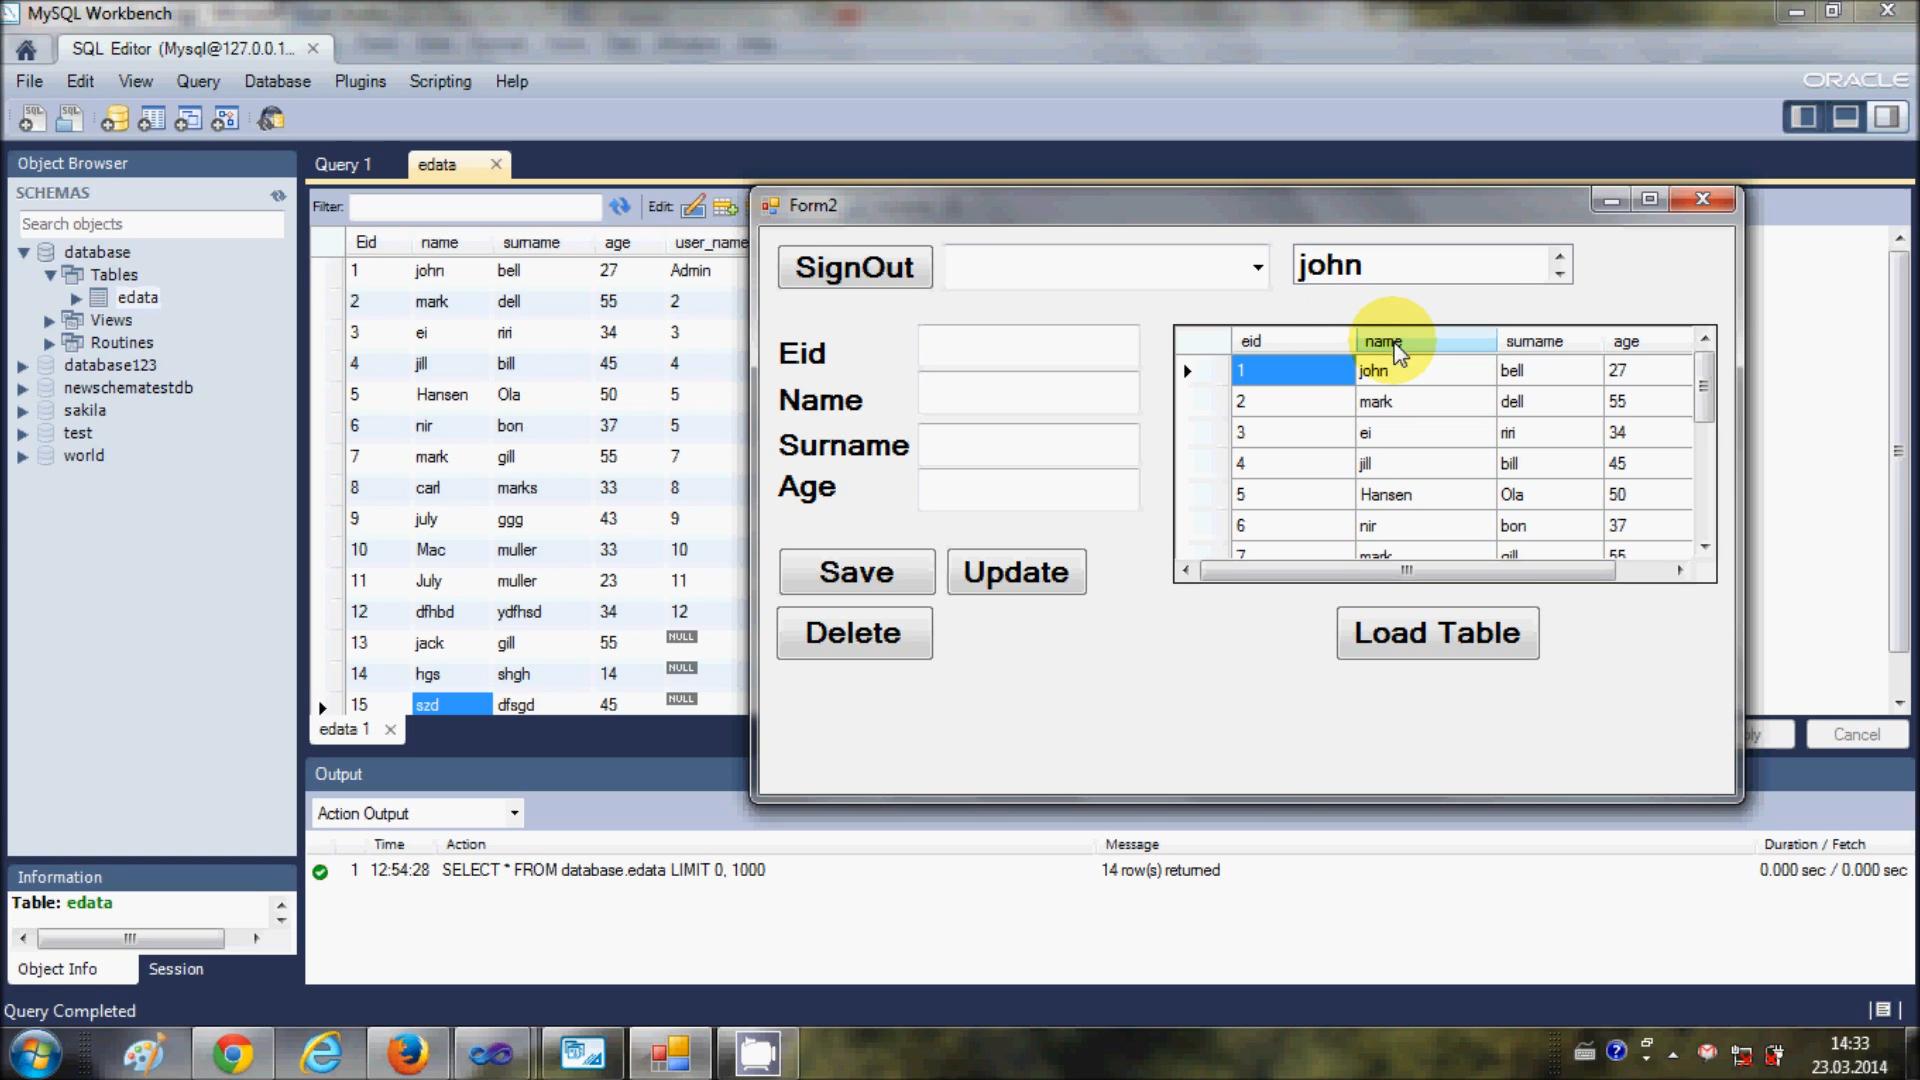 MySQL Workbench
SQL Editor (Mysql@127.0.0.1...
File Edit View Query Database Plugins Scripting Help
ORACLE
Object Browser
SCHEMAS
Search objects
database
Tables
edata
Views
Routines
database123
newschematestdb
sakila
test
world
Query 1
edata
Filter:
Edit:
Eid name surname age user_name
1 john bell 27 Admin
2 mark dell 55 2
3 ei riri 34 3
4 jill bill 45 4
5 Hansen Ola 50 5
6 nir bon 37 5
7 mark gill 55 7
8 carl marks 33 8
9 july ggg 43 9
10 Mac muller 33 10
11 July muller 23 11
12 dfhbd ydfhsd 34 12
13 jack gill 55 NULL
14 hgs shgh 14 NULL
15 szd dfsgd 45 NULL
edata 1
Cancel
Form2
SignOut
john
Eid
Name
Surname
Age
Save
Update
Delete
eid name surname age
1 john bell 27
2 mark dell 55
3 ei riri 34
4 jill bill 45
5 Hansen Ola 50
6 nir bon 37
7 mark gill 55
Load Table
Output
Action Output
Time Action Message Duration / Fetch
1 12:54:28 SELECT * FROM database.edata LIMIT 0, 1000 14 row(s) returned 0.000 sec / 0.000 sec
Information
Table: edata
Object Info
Session
Query Completed
14:33
23.03.2014